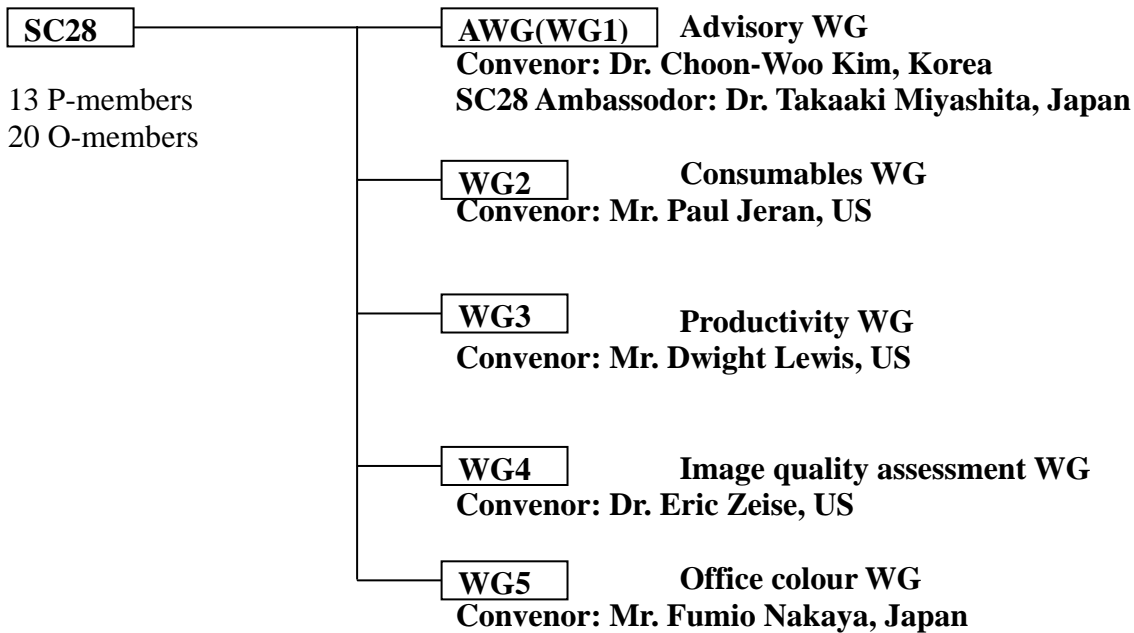 SC28
13 P-members
20 O-members
AWG(WG1) Advisory WG
Convenor: Dr. Choon-Woo Kim, Korea
SC28 Ambassodor: Dr. Takaaki Miyashita, Japan
WG2 Consumables WG
Convenor: Mr. Paul Jeran, US
WG3 Productivity WG
Convenor: Mr. Dwight Lewis, US
WG4 Image quality assessment WG
Convenor: Dr. Eric Zeise, US
WG5 Office colour WG
Convenor: Mr. Fumio Nakaya, Japan